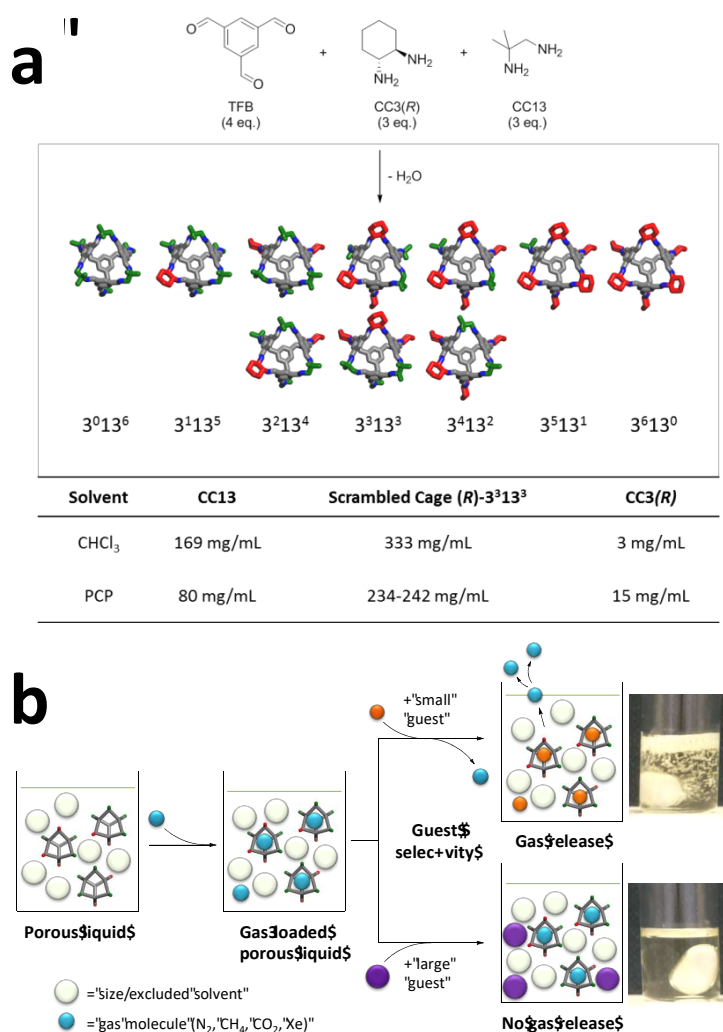 a "
+ +
NH₂ NH₂ NH₂ NH₂
O O O
TFB CC3(R) CC13
(4 eq.) (3 eq.) (3 eq.)
- H₂O
3⁰13⁶ 3¹13⁵ 3²13⁴ 3³13³ 3⁴13² 3⁵13¹ 3⁶13⁰
Solvent CC13 Scrambled Cage (R)-3³13³ CC3(R)
CHCl₃ 169 mg/mL 333 mg/mL 3 mg/mL
PCP 80 mg/mL 234-242 mg/mL 15 mg/mL
b
+"small"
"guest"
Guest$
selec+vity$
Gas$release$
Porous$liquid$
Gas3loaded$
porous$liquid$
+"large"
"guest"
="size/excluded"solvent"
="gas"molecule"(N₂,"CH₄,"CO₂,"Xe)"
No$gas$release$